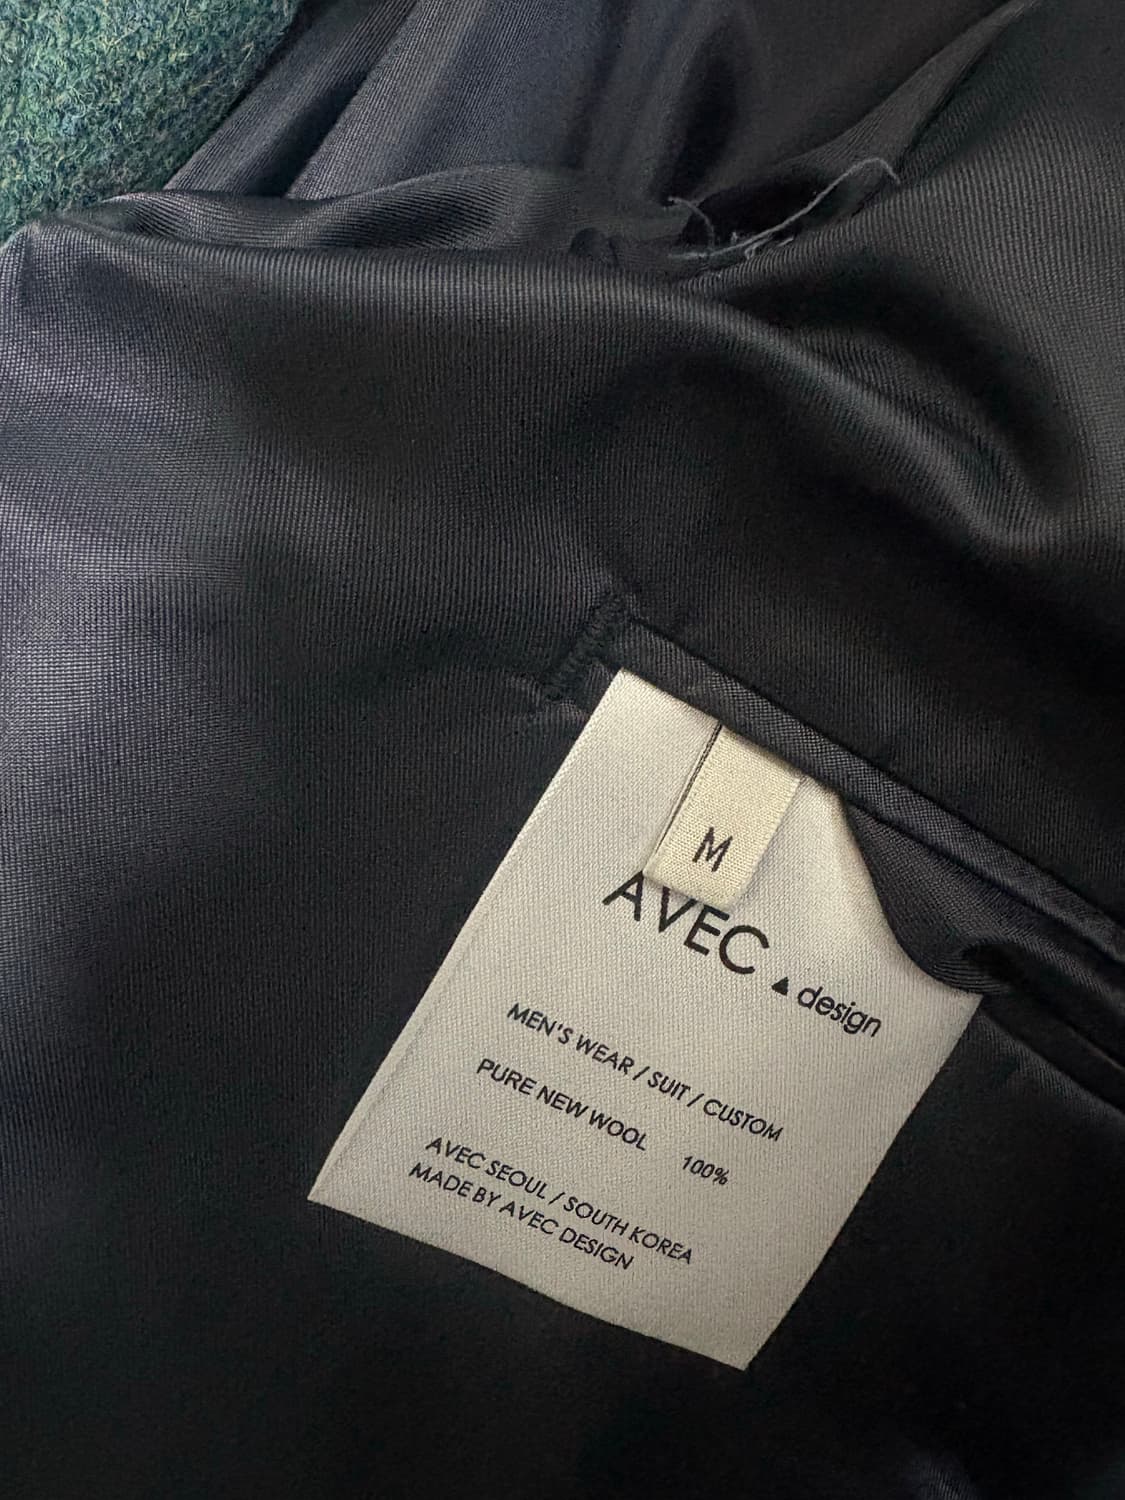 M
AVEC ▲ design
MEN'S WEAR / SUIT / CUSTOM
PURE NEW WOOL 100%
AVEC SEOUL / SOUTH KOREA
MADE BY AVEC DESIGN